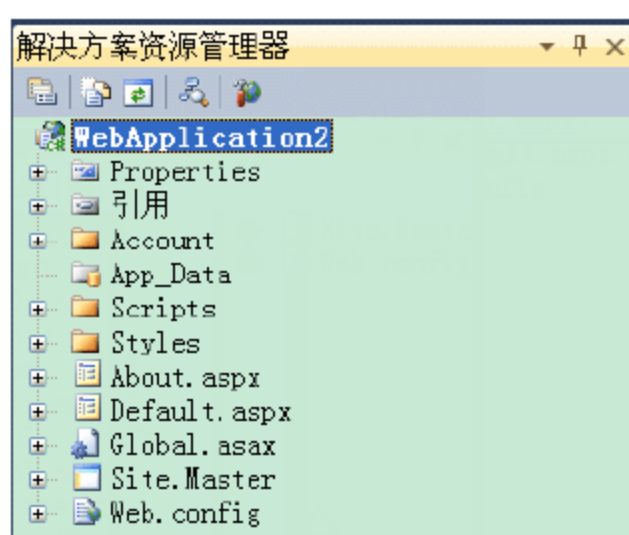 解决方案资源管理器
WebApplication2
Properties
引用
Account
App_Data
Scripts
Styles
About.aspx
Default.aspx
Global.asax
Site.Master
Web.config